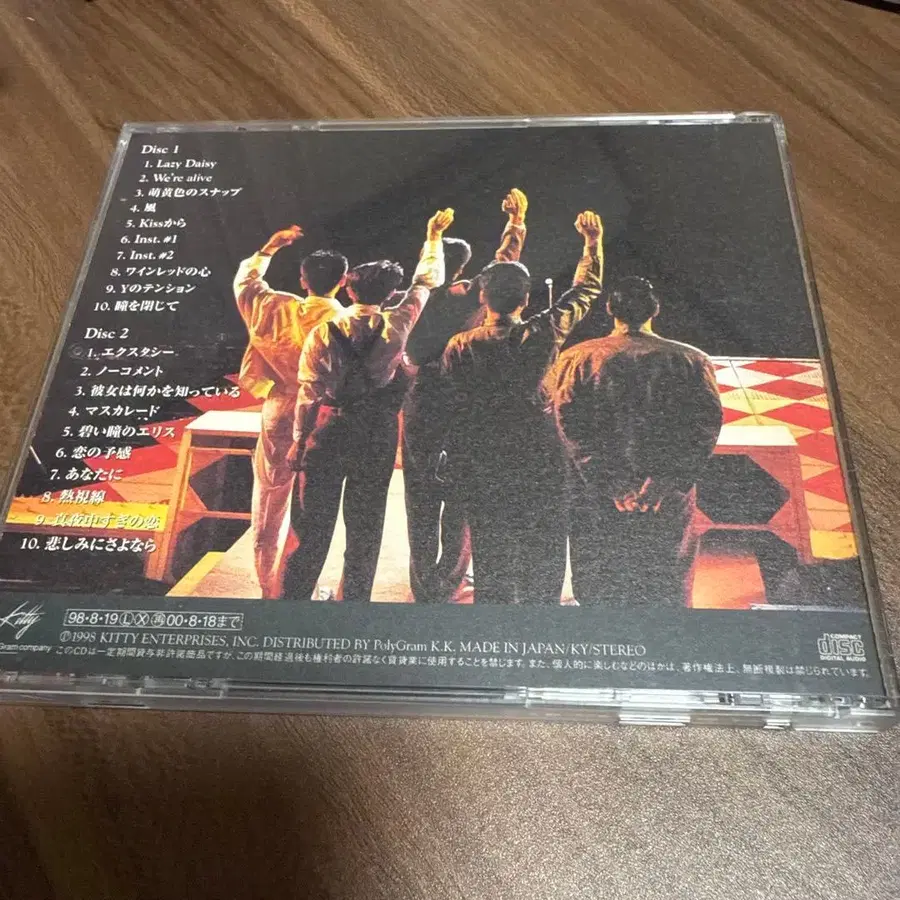 Disc 1
1. Lazy Daisy
2. We're alive
3. 萌黄色のスナップ
4. 風
5. Kissから
6. Inst. #1
7. Inst. #2
8. ワインレッドの心
9. Yのテンション
10. 瞳を閉じて
Disc 2
1. エクスタシー
2. ノーコメント
3. 彼女は何かを知っている
4. マスカレード
5. 碧い瞳のエリス
6. 恋の予感
7. あなたに
8. 熱視線
9. 真夜中すぎの恋
10. 悲しみにさよなら
Kitty
Gram company
98・8・19 Ⓛ Ⓧ 00・8・18まで
Ⓟ1998 KITTY ENTERPRISES, INC. DISTRIBUTED BY PolyGram K.K. MADE IN JAPAN/KY/STEREO
このCDは一定期間貸与非許諾商品ですが、この期間経過後も権利者の許諾なく賃貸業に使用することを禁じます。また、個人的に楽しむなどのほかは、著作権法上、無断複製は禁じられています。
COMPACT
disc
DIGITAL AUDIO